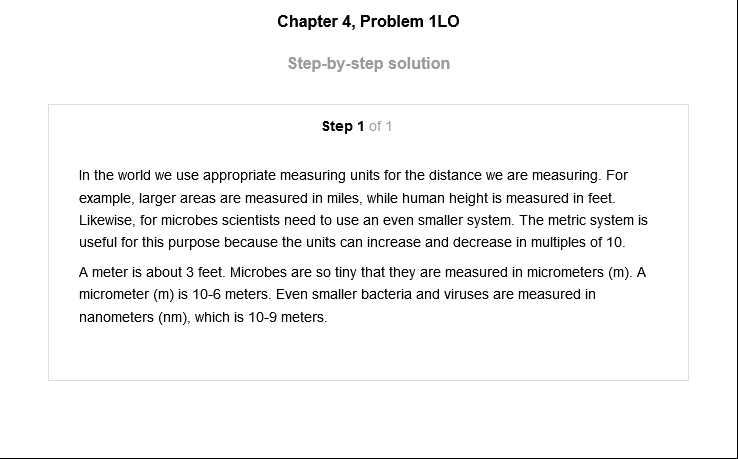 Chapter 4, Problem 1LO
Step-by-step solution
Step 1 of 1
In the world we use appropriate measuring units for the distance we are measuring. For
example, larger areas are measured in miles, while human height is measured in feet.
Likewise, for microbes scientists need to use an even smaller system. The metric system is
useful for this purpose because the units can increase and decrease in multiples of 10.
A meter is about 3 feet. Microbes are so tiny that they are measured in micrometers (m). A
micrometer (m) is 10-6 meters. Even smaller bacteria and viruses are measured in
nanometers (nm), which is 10-9 meters.